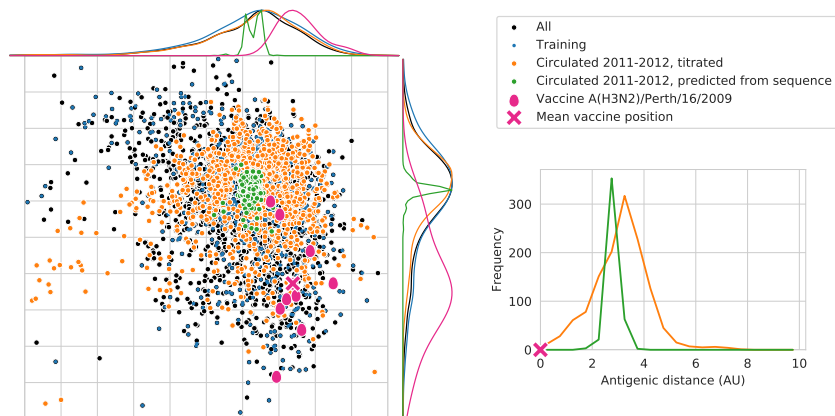 All
Training
Circulated 2011-2012, titrated
Circulated 2011-2012, predicted from sequence
Vaccine A(H3N2)/Perth/16/2009
Mean vaccine position
Frequency
300
200
100
0
0 2 4 6 8 10
Antigenic distance (AU)